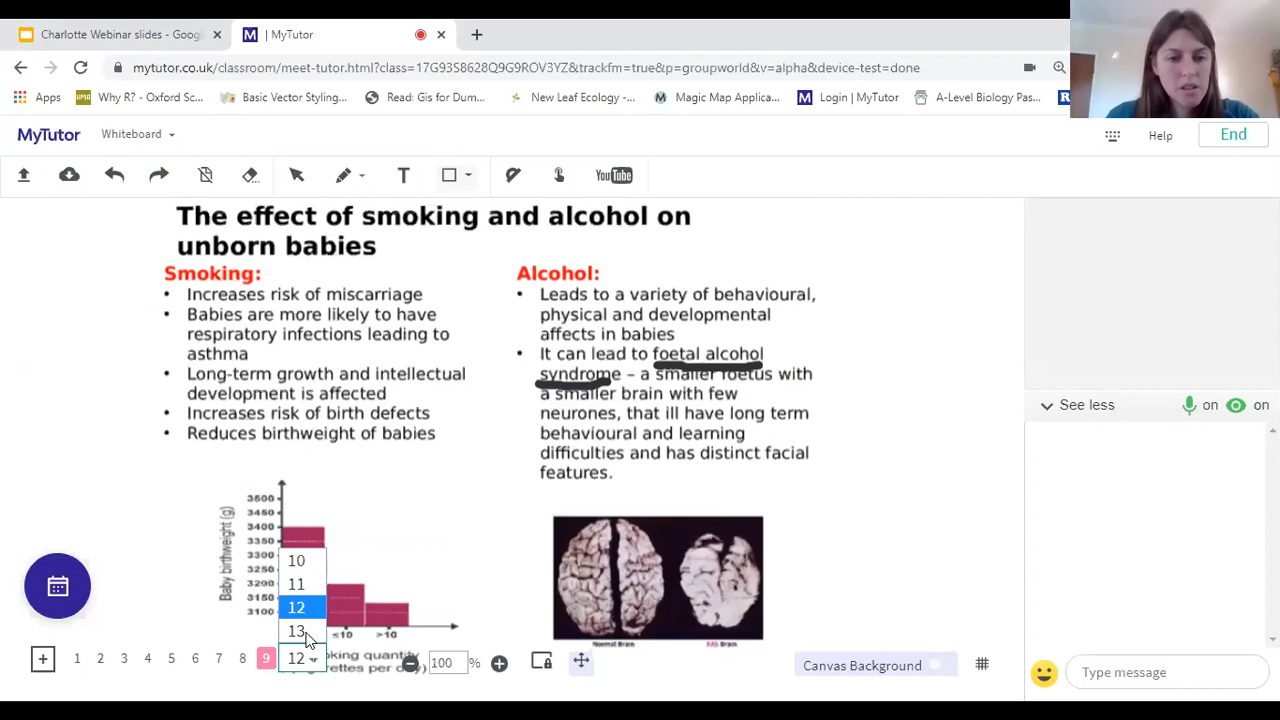 Charlotte Webinar slides - Goog
| MyTutor
mytutor.co.uk/classroom/meet-tutor.html?class=17G93S8628Q9G9ROV3YZ&trackfm=true&p=groupworld&v=alpha&device-test=done
Apps
Why R? - Oxford Sc...
Basic Vector Styling...
Read: Gis for Dum...
New Leaf Ecology -...
Magic Map Applica...
Login | MyTutor
A-Level Biology Pas...
MyTutor
Whiteboard
Help
End
T
YouTube
The effect of smoking and alcohol on
unborn babies
Smoking:
• Increases risk of miscarriage
• Babies are more likely to have
respiratory infections leading to
asthma
• Long-term growth and intellectual
development is affected
• Increases risk of birth defects
• Reduces birthweight of babies
Alcohol:
• Leads to a variety of behavioural,
physical and developmental
affects in babies
• It can lead to foetal alcohol
syndrome – a smaller foetus with
a smaller brain with few
neurones, that ill have long term
behavioural and learning
difficulties and has distinct facial
features.
Baby birthweight (g)
3500
3450
3400
3350
3300
3250
3200
3100
≤10
>10
Normal Brain
FAS Brain
10
11
12
13
12
1 2 3 4 5 6 7 8 9
100 %
Canvas Background
See less
on
on
Type message